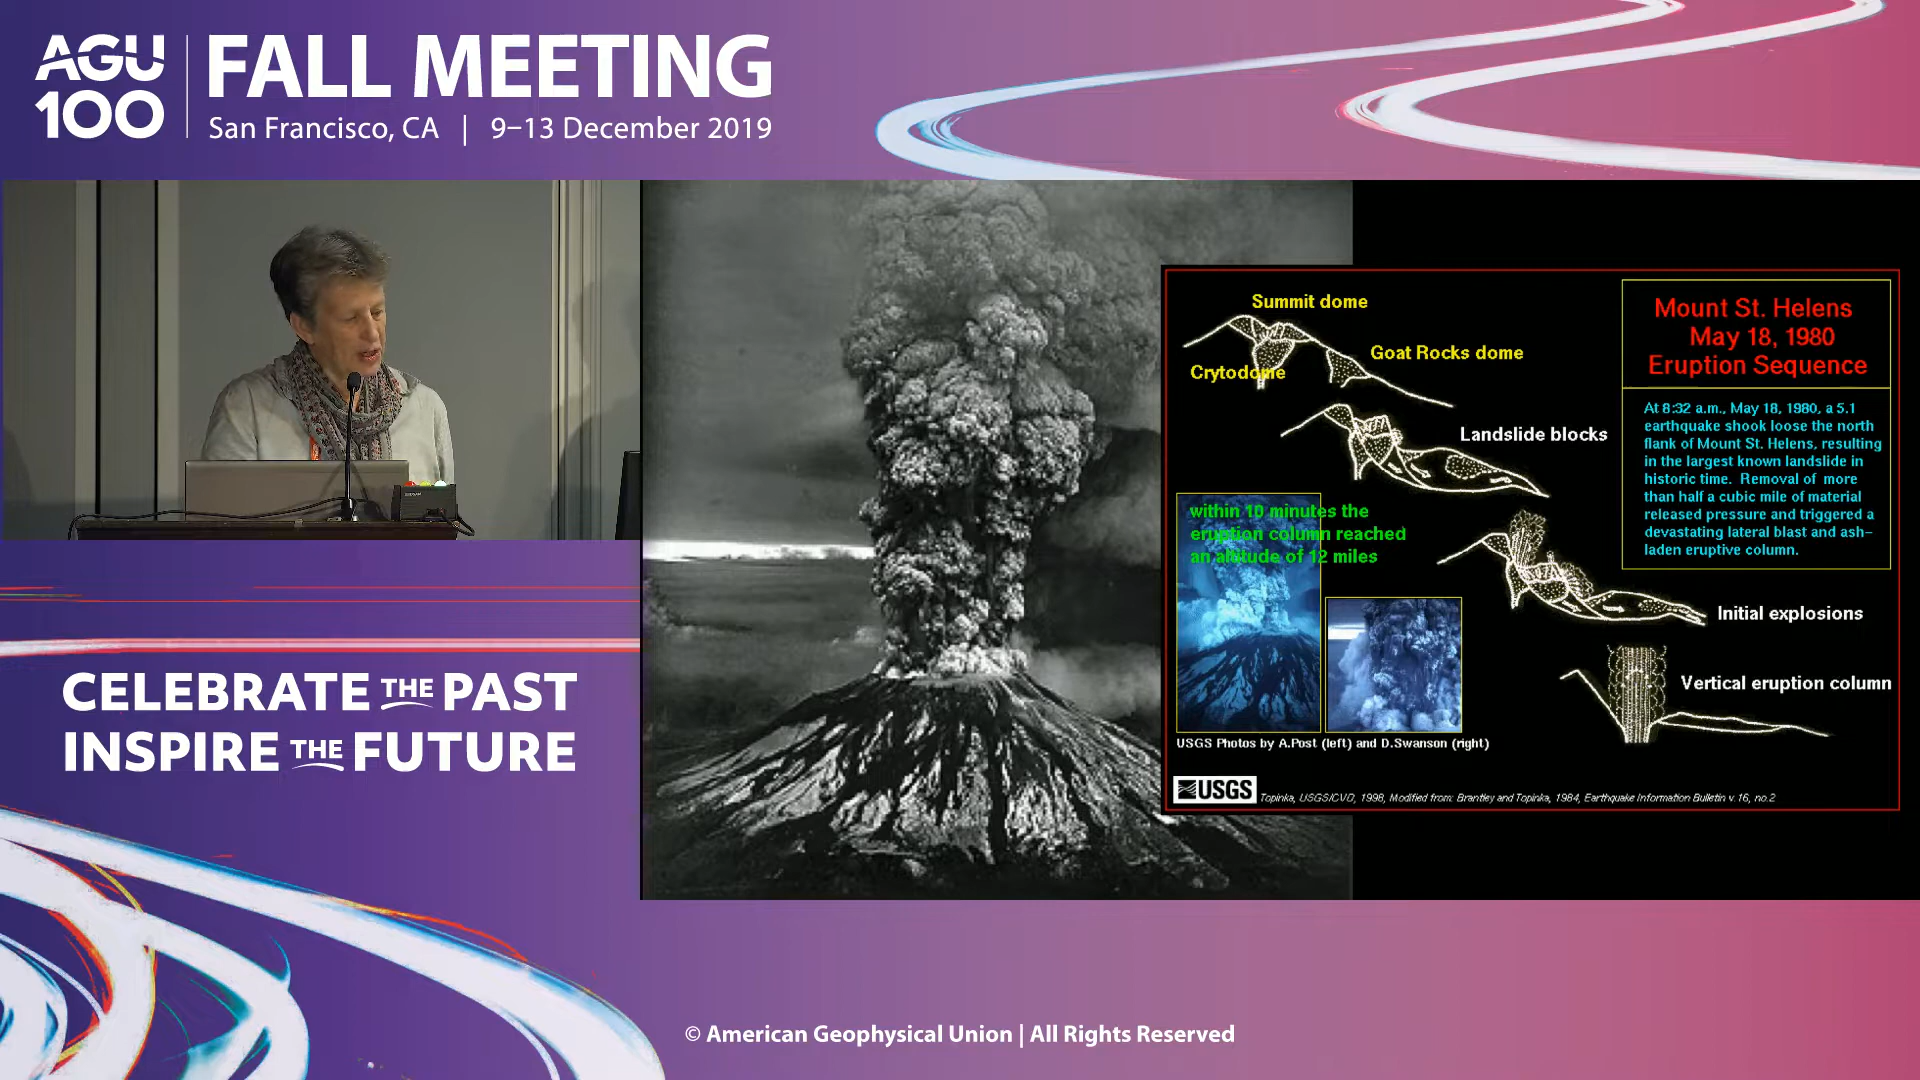 AGU
100
FALL MEETING
San Francisco, CA | 9–13 December 2019
CELEBRATE THE PAST
INSPIRE THE FUTURE
Summit dome
Goat Rocks dome
Crytodome
Landslide blocks
Mount St. Helens
May 18, 1980
Eruption Sequence
At 8:32 a.m., May 18, 1980, a 5.1
earthquake shook loose the north
flank of Mount St. Helens, resulting
in the largest known landslide in
historic time. Removal of more
than half a cubic mile of material
released pressure and triggered a
devastating lateral blast and ash-
laden eruptive column.
within 10 minutes the
eruption column reached
an altitude of 12 miles
Initial explosions
Vertical eruption column
USGS Photos by A.Post (left) and D.Swanson (right)
USGS
Topinka, USGS/CVO, 1998, Modified from: Brantley and Topinka, 1984, Earthquake Information Bulletin v.16, no.2
© American Geophysical Union | All Rights Reserved